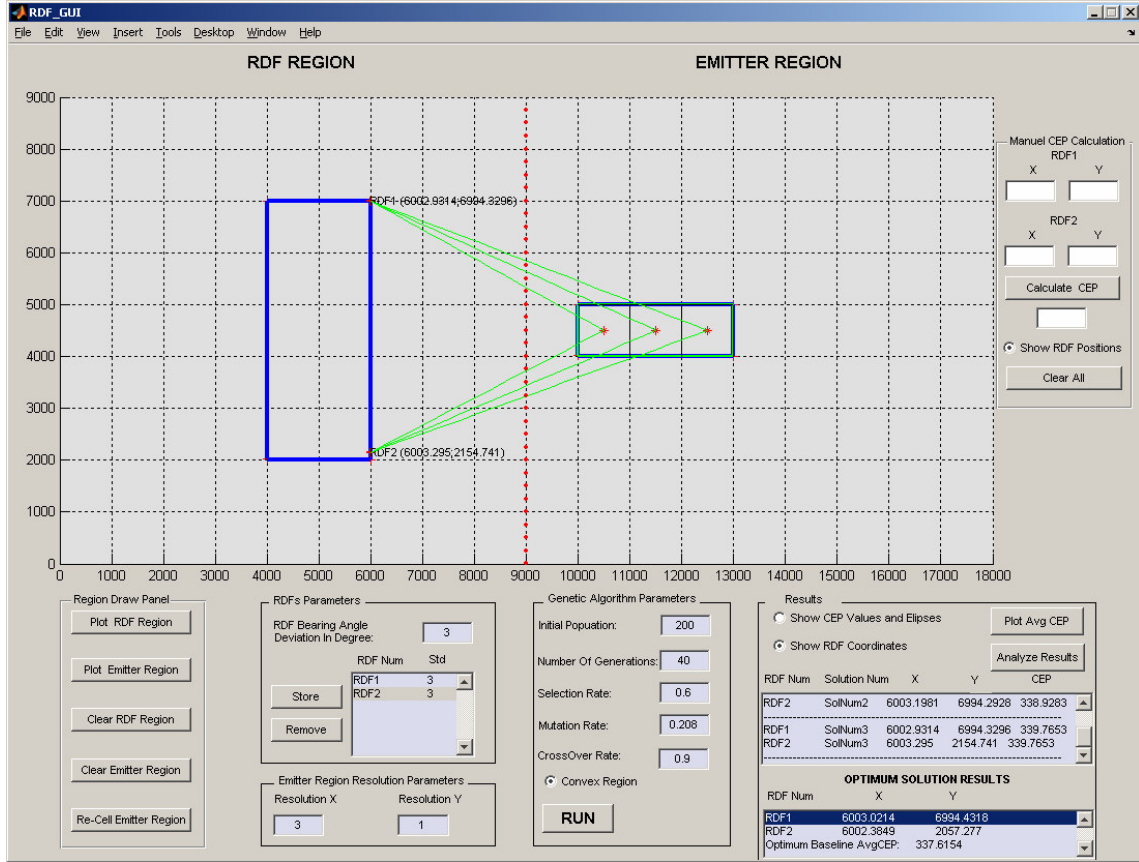 RDF_GUI
File Edit View Insert Tools Desktop Window Help
RDF REGION EMITTER REGION
9000
8000
7000
6000
5000
4000
3000
2000
1000
0
0 1000 2000 3000 4000 5000 6000 7000 8000 9000 10000 11000 12000 13000 14000 15000 16000 17000 18000
RDF1 (6002.9314;6994.3296)
RDF2 (6003.295;2154.741)
Manuel CEP Calculation
RDF1
X Y
RDF2
X Y
Calculate CEP
Show RDF Positions
Clear All
Region Draw Panel
Plot RDF Region
Plot Emitter Region
Clear RDF Region
Clear Emitter Region
Re-Cell Emitter Region
RDFs Parameters
RDF Bearing Angle
Deviation In Degree: 3
RDF Num Std
RDF1 3
RDF2 3
Store
Remove
Emitter Region Resolution Parameters
Resolution X Resolution Y
3 1
Genetic Algorithm Parameters
Initial Popuation: 200
Number Of Generations: 40
Selection Rate: 0.6
Mutation Rate: 0.208
CrossOver Rate: 0.9
Convex Region
RUN
Results
Show CEP Values and Elipses
Plot Avg CEP
Show RDF Coordinates
Analyze Results
RDF Num Solution Num X Y CEP
RDF2 SolNum2 6003.1981 6994.2928 338.9283
RDF1 SolNum3 6002.9314 6994.3296 339.7653
RDF2 SolNum3 6003.295 2154.741 339.7653
OPTIMUM SOLUTION RESULTS
RDF Num X Y
RDF1 6003.0214 6994.4318
RDF2 6002.3849 2057.277
Optimum Baseline AvgCEP: 337.6154